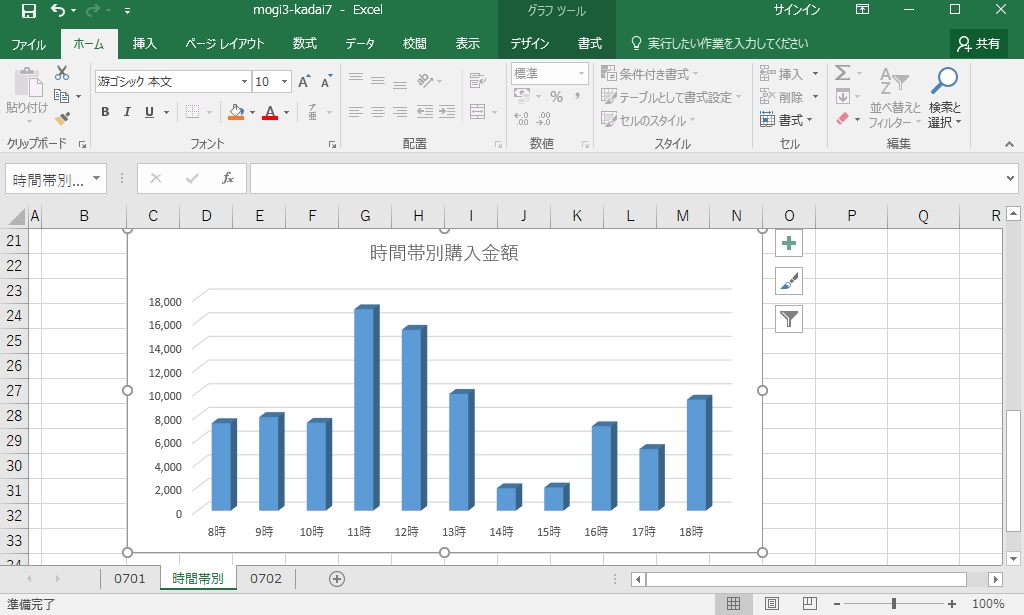 mogi3-kadai7 - Excel
グラフ ツール
サインイン
ファイル ホーム 挿入 ページ レイアウト 数式 データ 校閲 表示 デザイン 書式 実行したい作業を入力してください 共有
貼り付け
クリップボード
游ゴシック 本文 10 A A
B I U A
フォント
配置
標準
% ,
数値
条件付き書式
テーブルとして書式設定
セルのスタイル
スタイル
挿入
削除
書式
セル
Σ
並べ替えと
フィルター
検索と
選択
編集
時間帯別... fx
A B C D E F G H I J K L M N O P Q R
21
22
23
24
25
26
27
28
29
30
31
32
33
34
時間帯別購入金額
18,000
16,000
14,000
12,000
10,000
8,000
6,000
4,000
2,000
0
8時 9時 10時 11時 12時 13時 14時 15時 16時 17時 18時
0701 時間帯別 0702
準備完了 100%